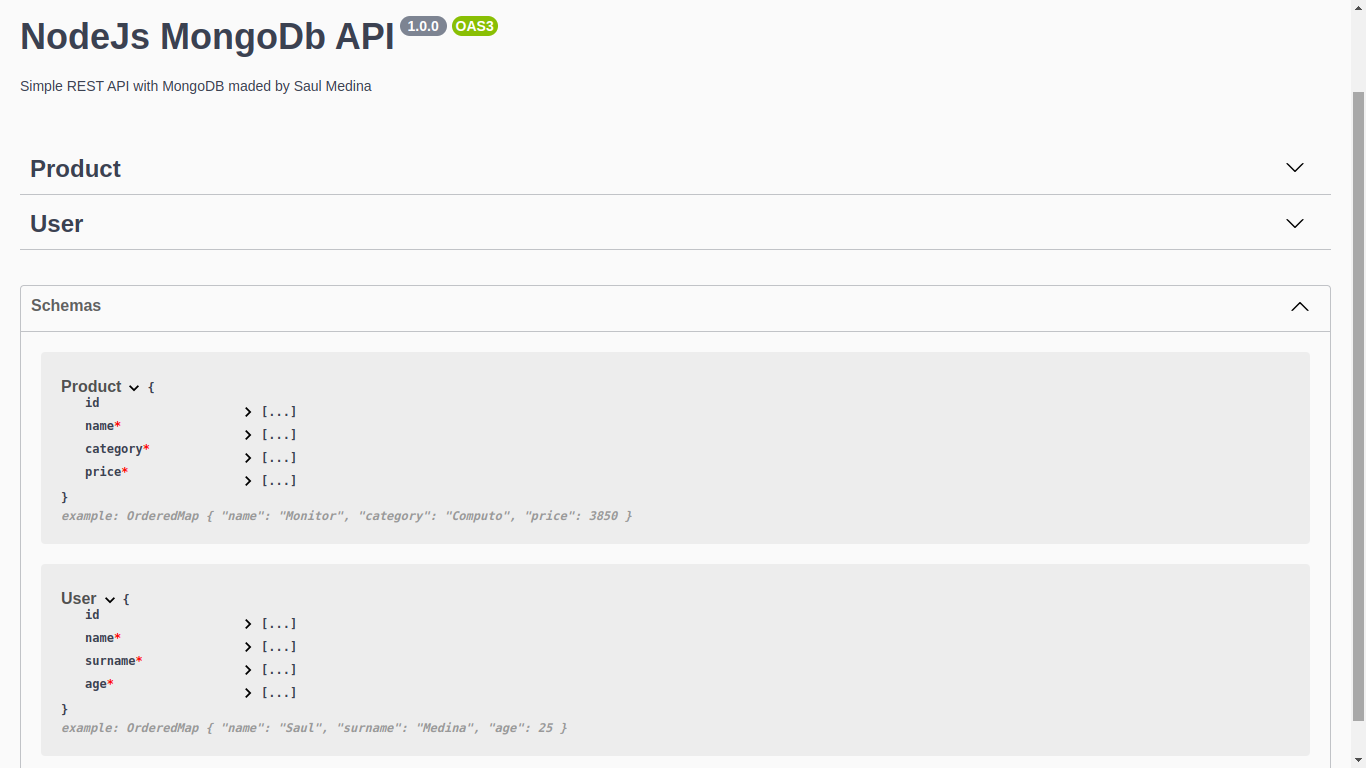 NodeJs MongoDb API 1.0.0 OAS3
Simple REST API with MongoDB maded by Saul Medina
Product
User
Schemas
Product {
id [...]
name* [...]
category* [...]
price* [...]
}
example: OrderedMap { "name": "Monitor", "category": "Computo", "price": 3850 }
User {
id [...]
name* [...]
surname* [...]
age* [...]
}
example: OrderedMap { "name": "Saul", "surname": "Medina", "age": 25 }